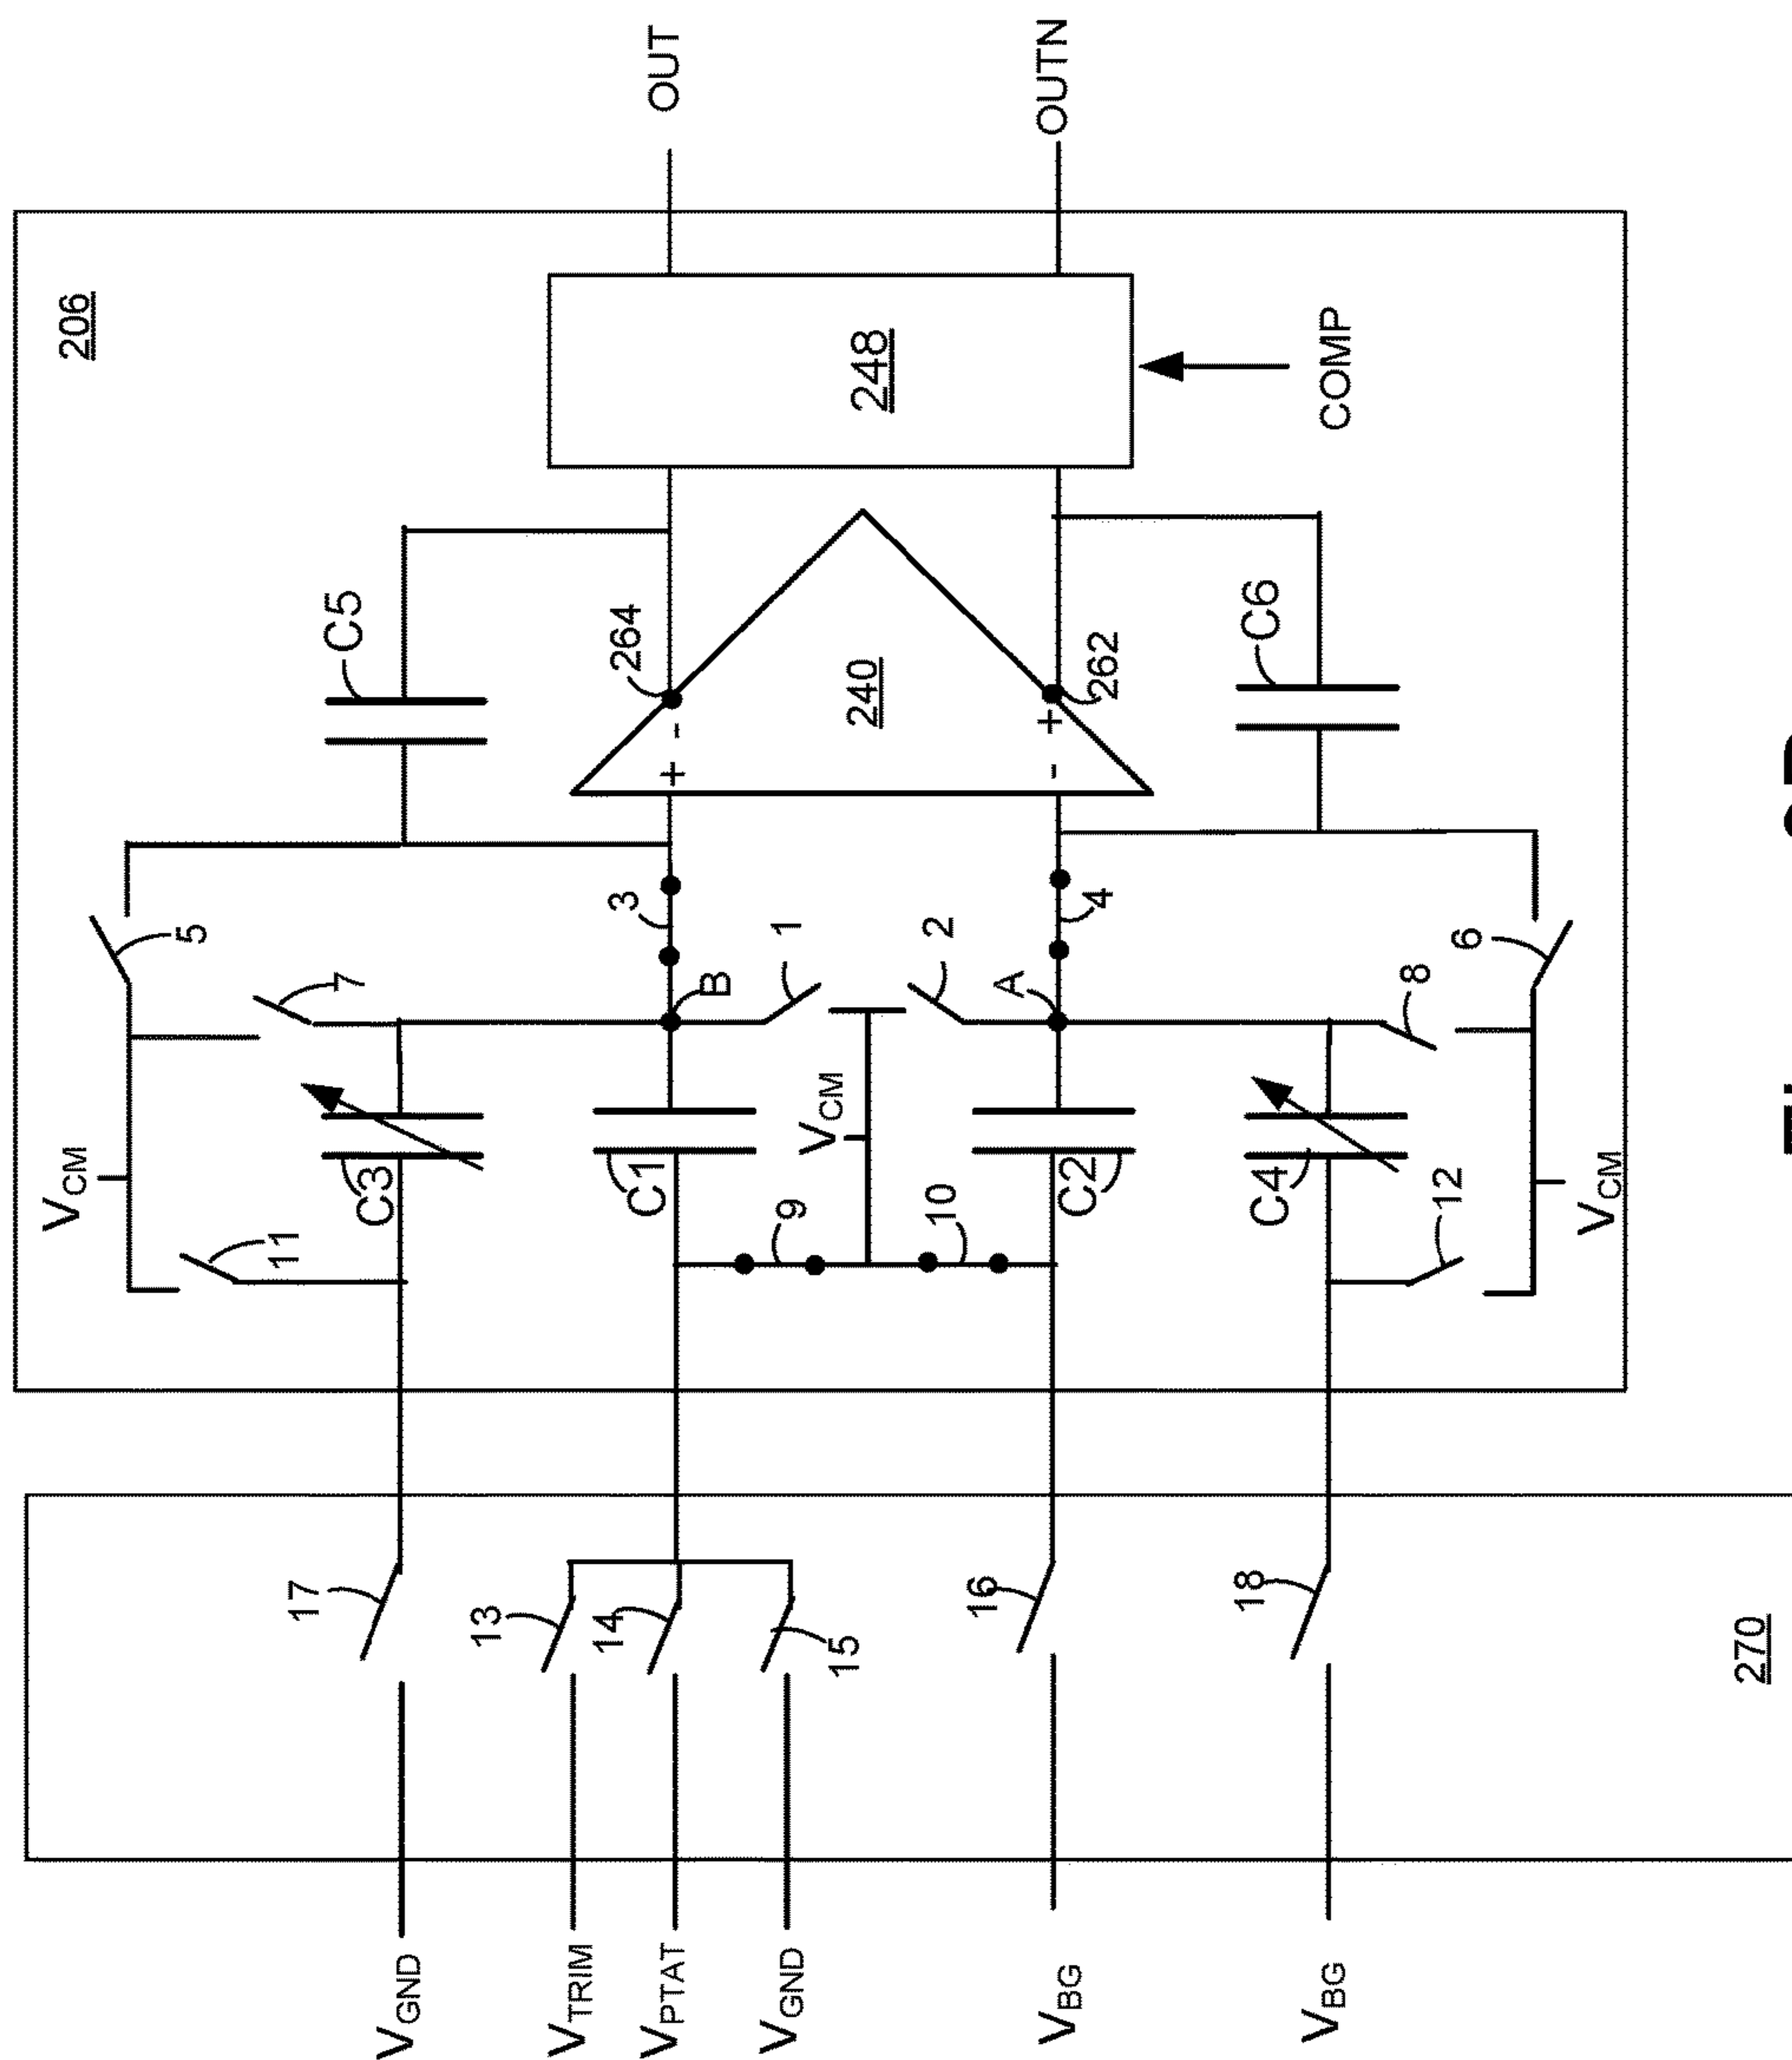 206
OUT
OUTN
248
COMP
C5
264
240
262
C6
5
7
3
1
B
2
A
4
6
8
VCM
11
C3
C1
9
VCM
10
C2
C4
12
VCM
17
13
14
15
16
18
270
VGND
VTRIM
VPTAT
VGND
VBG
VBG
+
-
-
+